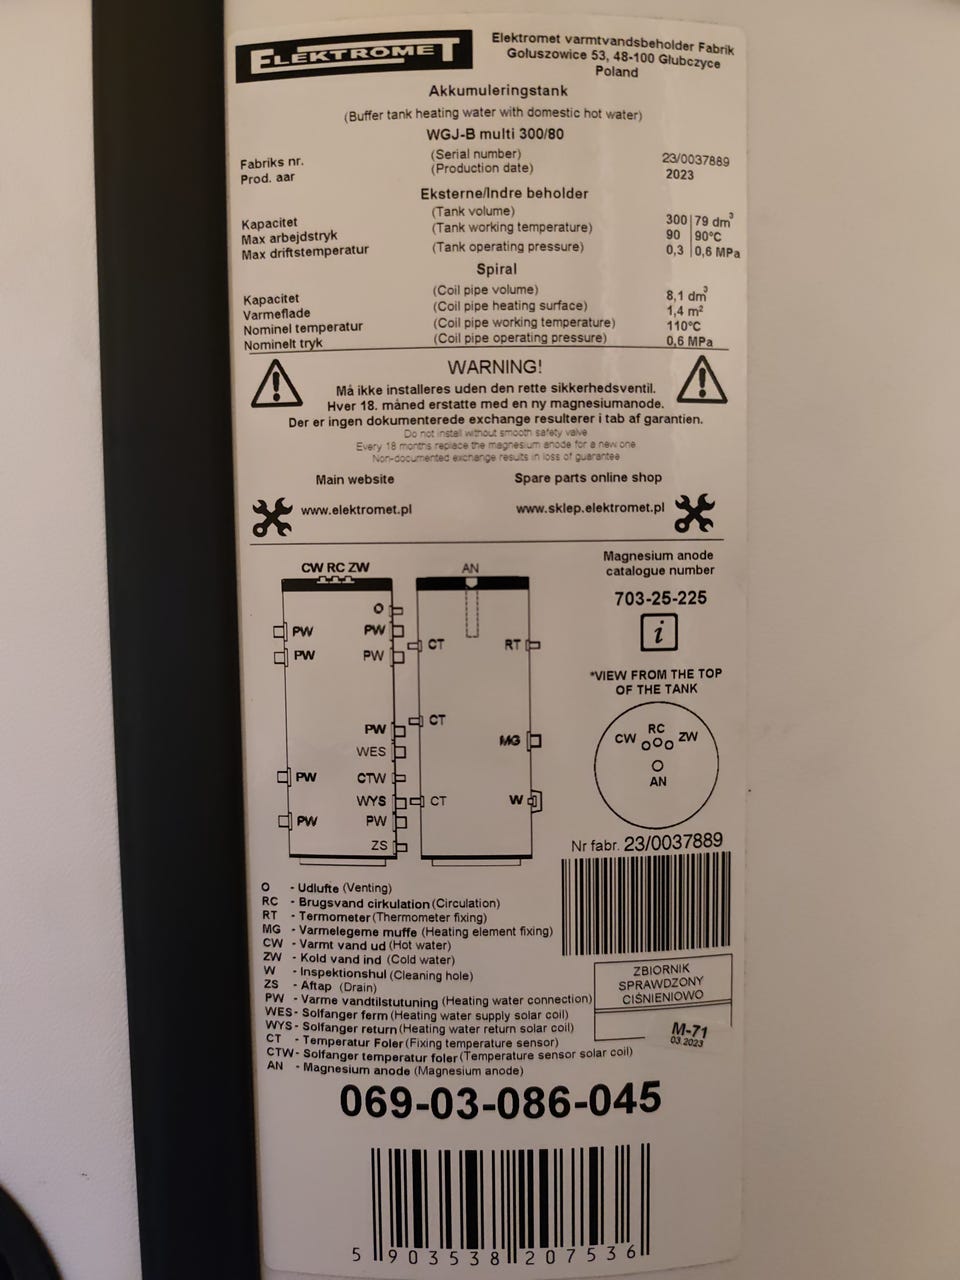 ELEKTROMET
Elektromet varmtvandsbeholder Fabrik
Gołuszowice 53, 48-100 Głubczyce
Poland
Akkumuleringstank
(Buffer tank heating water with domestic hot water)
WGJ-B multi 300/80
Fabriks nr. (Serial number) 23/0037889
Prod. aar (Production date) 2023
Eksterne/Indre beholder
Kapacitet (Tank volume) 300 | 79 dm³
Max arbejdstryk (Tank working temperature) 90 | 90°C
Max driftstemperatur (Tank operating pressure) 0,3 | 0,6 MPa
Spiral
Kapacitet (Coil pipe volume) 8,1 dm³
Varmeflade (Coil pipe heating surface) 1,4 m²
Nominel temperatur (Coil pipe working temperature) 110°C
Nominelt tryk (Coil pipe operating pressure) 0,6 MPa
WARNING!
Må ikke installeres uden den rette sikkerhedsventil.
Hver 18. måned erstatte med en ny magnesiumanode.
Der er ingen dokumenterede exchange resulterer i tab af garantien.
Do not install without smooth safety valve
Every 18 months replace the magnesium anode for a new one
Non-documented exchange results in loss of guarantee
Main website Spare parts online shop
www.elektromet.pl www.sklep.elektromet.pl
Magnesium anode
catalogue number
703-25-225
i
*VIEW FROM THE TOP
OF THE TANK
RC
CW ZW
AN
CW RC ZW AN
O
PW PW
CT RT
PW PW
CT
PW
MG
WES
PW CTW
WYS CT W
PW PW
ZS
Nr fabr. 23/0037889
O - Udlufte (Venting)
RC - Brugsvand cirkulation (Circulation)
RT - Termometer (Thermometer fixing)
MG - Varmelegeme muffe (Heating element fixing)
CW - Varmt vand ud (Hot water)
ZW - Kold vand ind (Cold water)
W - Inspektionshul (Cleaning hole)
ZS - Aftap (Drain)
PW - Varme vandtilstutuning (Heating water connection)
WES - Solfanger ferm (Heating water supply solar coil)
WYS - Solfanger return (Heating water return solar coil)
CT - Temperatur Foler (Fixing temperature sensor)
CTW - Solfanger temperatur foler (Temperature sensor solar coil)
AN - Magnesium anode (Magnesium anode)
ZBIORNIK
SPRAWDZONY
CIŚNIENIOWO
M-71
03.2023
069-03-086-045
5 903538 207536